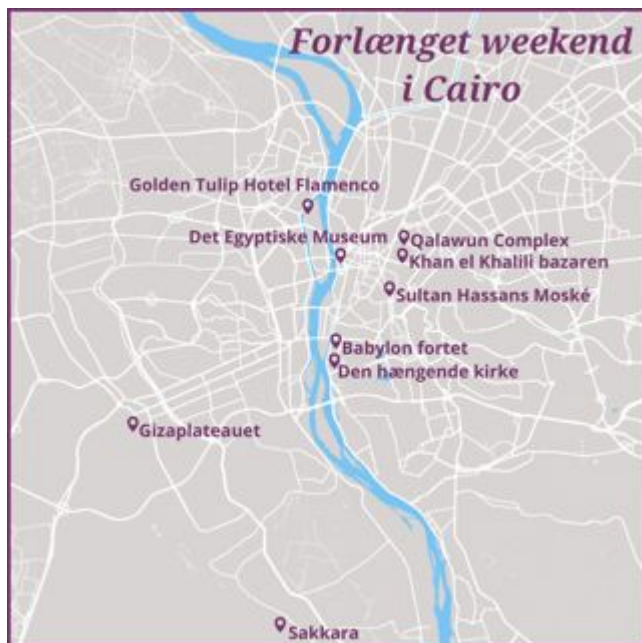 Forlænget weekend
i Cairo
Golden Tulip Hotel Flamenco
Det Egyptiske Museum
Qalawun Complex
Khan el Khalili bazaren
Sultan Hassans Moské
Babylon fortet
Den hængende kirke
Gizaplateauet
Sakkara